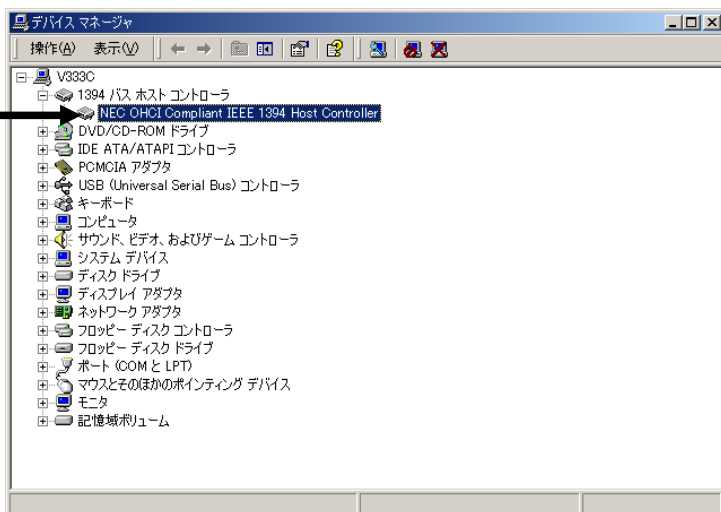 デバイス マネージャ
操作(A) 表示(V)
V333C
1394 バス ホスト コントローラ
NEC OHCI Compliant IEEE 1394 Host Controller
DVD/CD-ROM ドライブ
IDE ATA/ATAPI コントローラ
PCMCIA アダプタ
USB (Universal Serial Bus) コントローラ
キーボード
コンピュータ
サウンド、ビデオ、およびゲーム コントローラ
システム デバイス
ディスク ドライブ
ディスプレイ アダプタ
ネットワーク アダプタ
フロッピー ディスク コントローラ
フロッピー ディスク ドライブ
ポート (COM と LPT)
マウスとそのほかのポインティング デバイス
モニタ
記憶域ボリューム